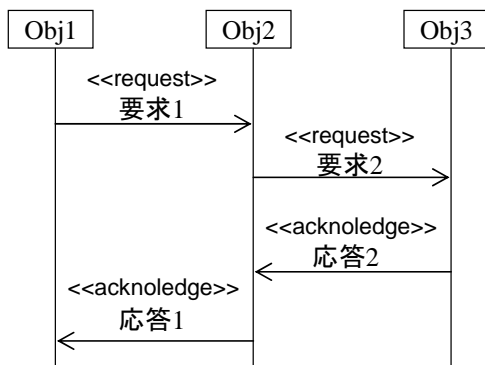 Obj1 Obj2 Obj3
<<request>>
要求1
<<request>>
要求2
<<acknoledge>>
応答2
<<acknoledge>>
応答1